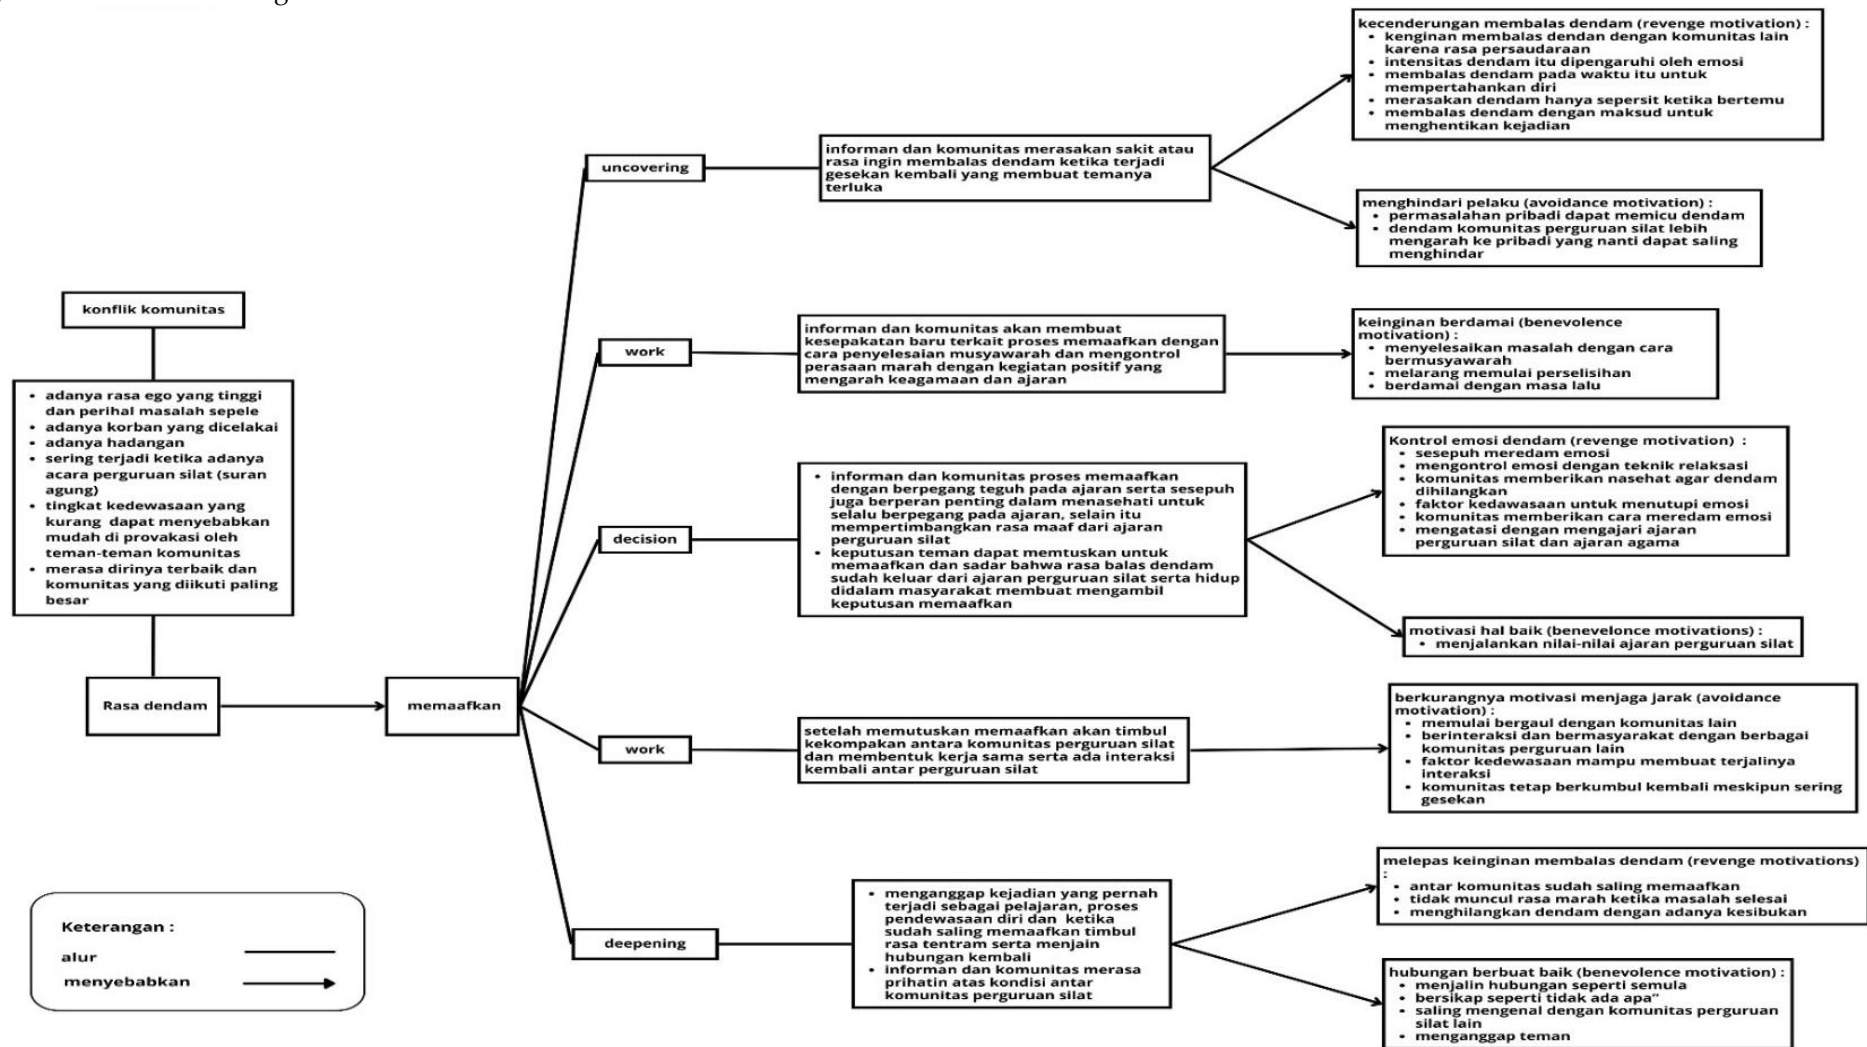 konflik komunitas
• adanya rasa ego yang tinggi
dan perihal masalah sepele
• adanya korban yang dicelakai
• adanya hadangan
• sering terjadi ketika adanya
acara perguruan silat (suran
agung)
• tingkat kedewasaan yang
kurang dapat menyebabkan
mudah di provokasi oleh
teman-teman komunitas
• merasa dirinya terbaik dan
komunitas yang diikuti paling
besar
Rasa dendam
memaafkan
uncovering
informan dan komunitas merasakan sakit atau
rasa ingin membalas dendam ketika terjadi
gesekan kembali yang membuat temanya
terluka
kecenderungan membalas dendam (revenge motivation) :
• kenginan membalas dendan dengan komunitas lain
karena rasa persaudaraan
• intensitas dendam itu dipengaruhi oleh emosi
• membalas dendam pada waktu itu untuk
mempertahankan diri
• merasakan dendam hanya sepersit ketika bertemu
• membalas dendam dengan maksud untuk
menghentikan kejadian
menghindari pelaku (avoidance motivation) :
• permasalahan pribadi dapat memicu dendam
• dendam komunitas perguruan silat lebih
mengarah ke pribadi yang nanti dapat saling
menghindar
work
informan dan komunitas akan membuat
kesepakatan baru terkait proses memaafkan dengan
cara penyelesaian musyawarah dan mengontrol
perasaan marah dengan kegiatan positif yang
mengarah keagamaan dan ajaran
keinginan berdamai (benevolence
motivation) :
• menyelesaikan masalah dengan cara
bermusyawarah
• melarang memulai perselisihan
• berdamai dengan masa lalu
decision
• informan dan komunitas proses memaafkan
dengan berpegang teguh pada ajaran serta sesepuh
juga berperan penting dalam menasehati untuk
selalu berpegang pada ajaran, selain itu
mempertimbangkan rasa maaf dari ajaran
perguruan silat
• keputusan teman dapat memtuskan untuk
memaafkan dan sadar bahwa rasa balas dendam
sudah keluar dari ajaran perguruan silat serta hidup
didalam masyarakat membuat mengambil
keputusan memaafkan
Kontrol emosi dendam (revenge motivation) :
• sesepuh meredam emosi
• mengontrol emosi dengan teknik relaksasi
• komunitas memberikan nasehat agar dendam
dihilangkan
• faktor kedawasaan untuk menutupi emosi
• komunitas memberikan cara meredam emosi
• mengatasi dengan mengajari ajaran
perguruan silat dan ajaran agama
motivasi hal baik (benevelonce motivations) :
• menjalankan nilai-nilai ajaran perguruan silat
work
setelah memutuskan memaafkan akan timbul
kekompakan antara komunitas perguruan silat
dan membentuk kerja sama serta ada interaksi
kembali antar perguruan silat
berkurangnya motivasi menjaga jarak (avoidance
motivation) :
• memulai bergaul dengan komunitas lain
• berinteraksi dan bermasyarakat dengan berbagai
komunitas perguruan lain
• faktor kedewasaan mampu membuat terjalinya
interaksi
• komunitas tetap berkumbul kembali meskipun sering
gesekan
deepening
• menganggap kejadian yang pernah
terjadi sebagai pelajaran, proses
pendewasaan diri dan ketika
sudah saling memaafkan timbul
rasa tentram serta menjain
hubungan kembali
• informan dan komunitas merasa
prihatin atas kondisi antar
komunitas perguruan silat
melepas keinginan membalas dendam (revenge motivations)
:
• antar komunitas sudah saling memaafkan
• tidak muncul rasa marah ketika masalah selesai
• menghilangkan dendam dengan adanya kesibukan
hubungan berbuat baik (benevolence motivation) :
• menjalin hubungan seperti semula
• bersikap seperti tidak ada apa"
• saling mengenal dengan komunitas perguruan
silat lain
• menganggap teman
Keterangan :
alur
menyebabkan